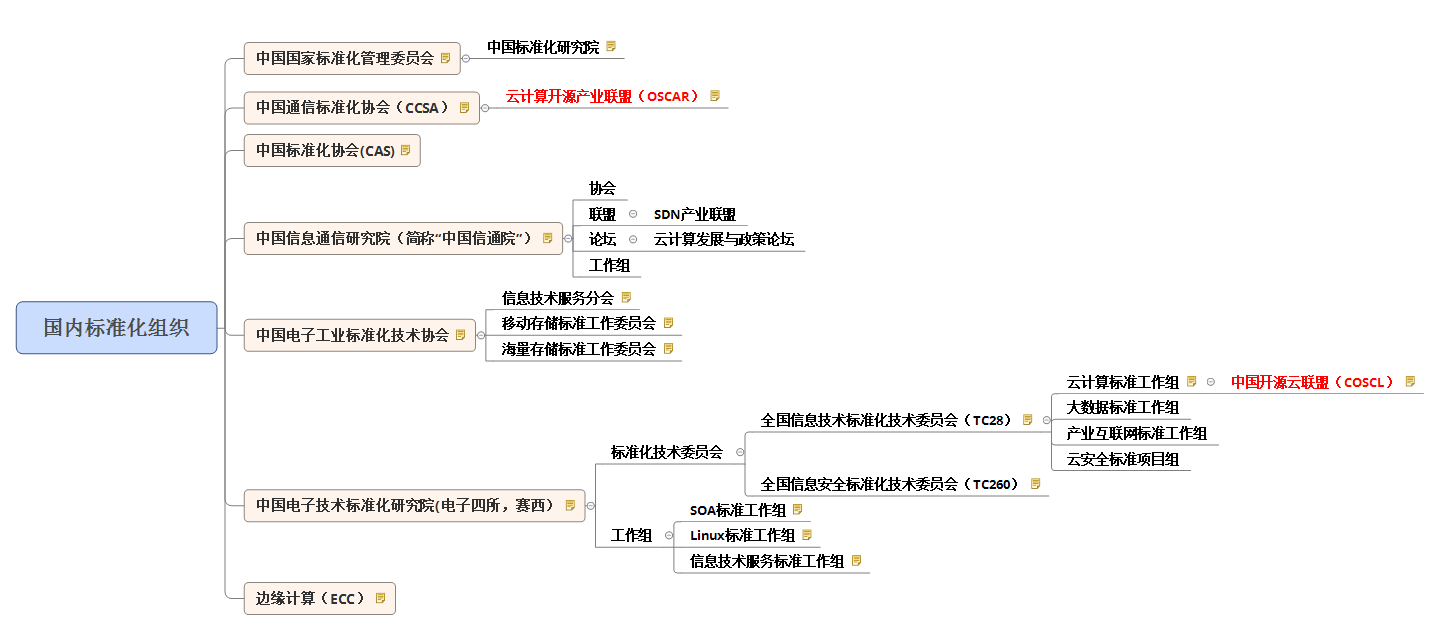 国内标准化组织
中国国家标准化管理委员会
中国标准化研究院
中国通信标准化协会（CCSA）
云计算开源产业联盟（OSCAR）
中国标准化协会(CAS)
中国信息通信研究院（简称“中国信通院”）
协会
联盟
SDN产业联盟
论坛
云计算发展与政策论坛
工作组
中国电子工业标准化技术协会
信息技术服务分会
移动存储标准工作委员会
海量存储标准工作委员会
中国电子技术标准化研究院(电子四所，赛西）
标准化技术委员会
全国信息技术标准化技术委员会（TC28）
云计算标准工作组
中国开源云联盟（COSCL）
大数据标准工作组
产业互联网标准工作组
云安全标准项目组
全国信息安全标准化技术委员会（TC260）
工作组
SOA标准工作组
Linux标准工作组
信息技术服务标准工作组
边缘计算（ECC）